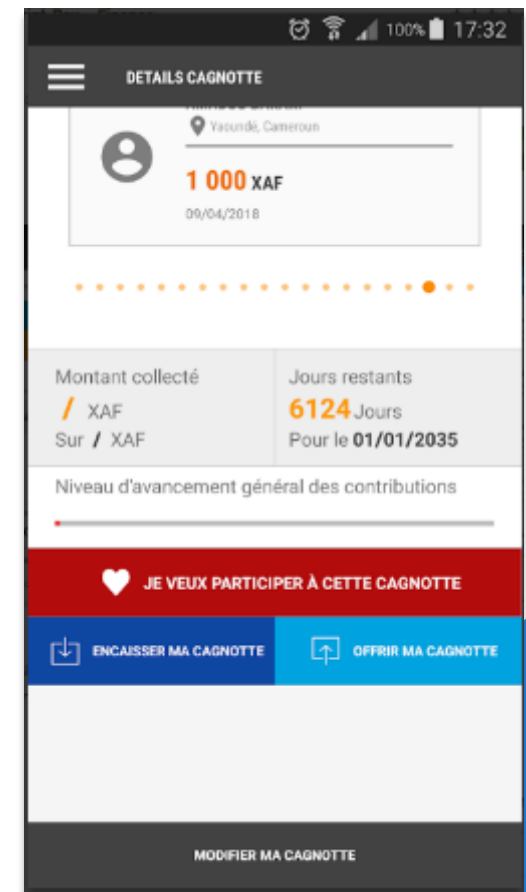 100% 17:32
DETAILS CAGNOTTE
Yaoundé, Cameroun
1 000 XAF
09/04/2018
Montant collecté
/ XAF
Sur / XAF
Jours restants
6124 Jours
Pour le 01/01/2035
Niveau d'avancement général des contributions
JE VEUX PARTICIPER À CETTE CAGNOTTE
ENCAISSER MA CAGNOTTE
OFFRIR MA CAGNOTTE
MODIFIER MA CAGNOTTE